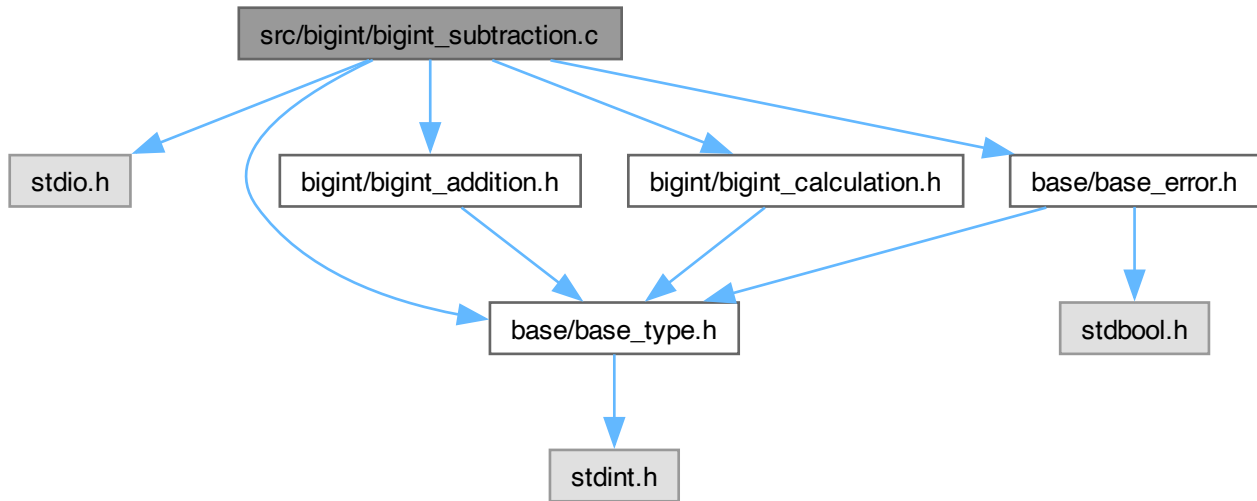 src/bigint/bigint_subtraction.c
stdio.h
bigint/bigint_addition.h
bigint/bigint_calculation.h
base/base_error.h
base/base_type.h
stdbool.h
stdint.h